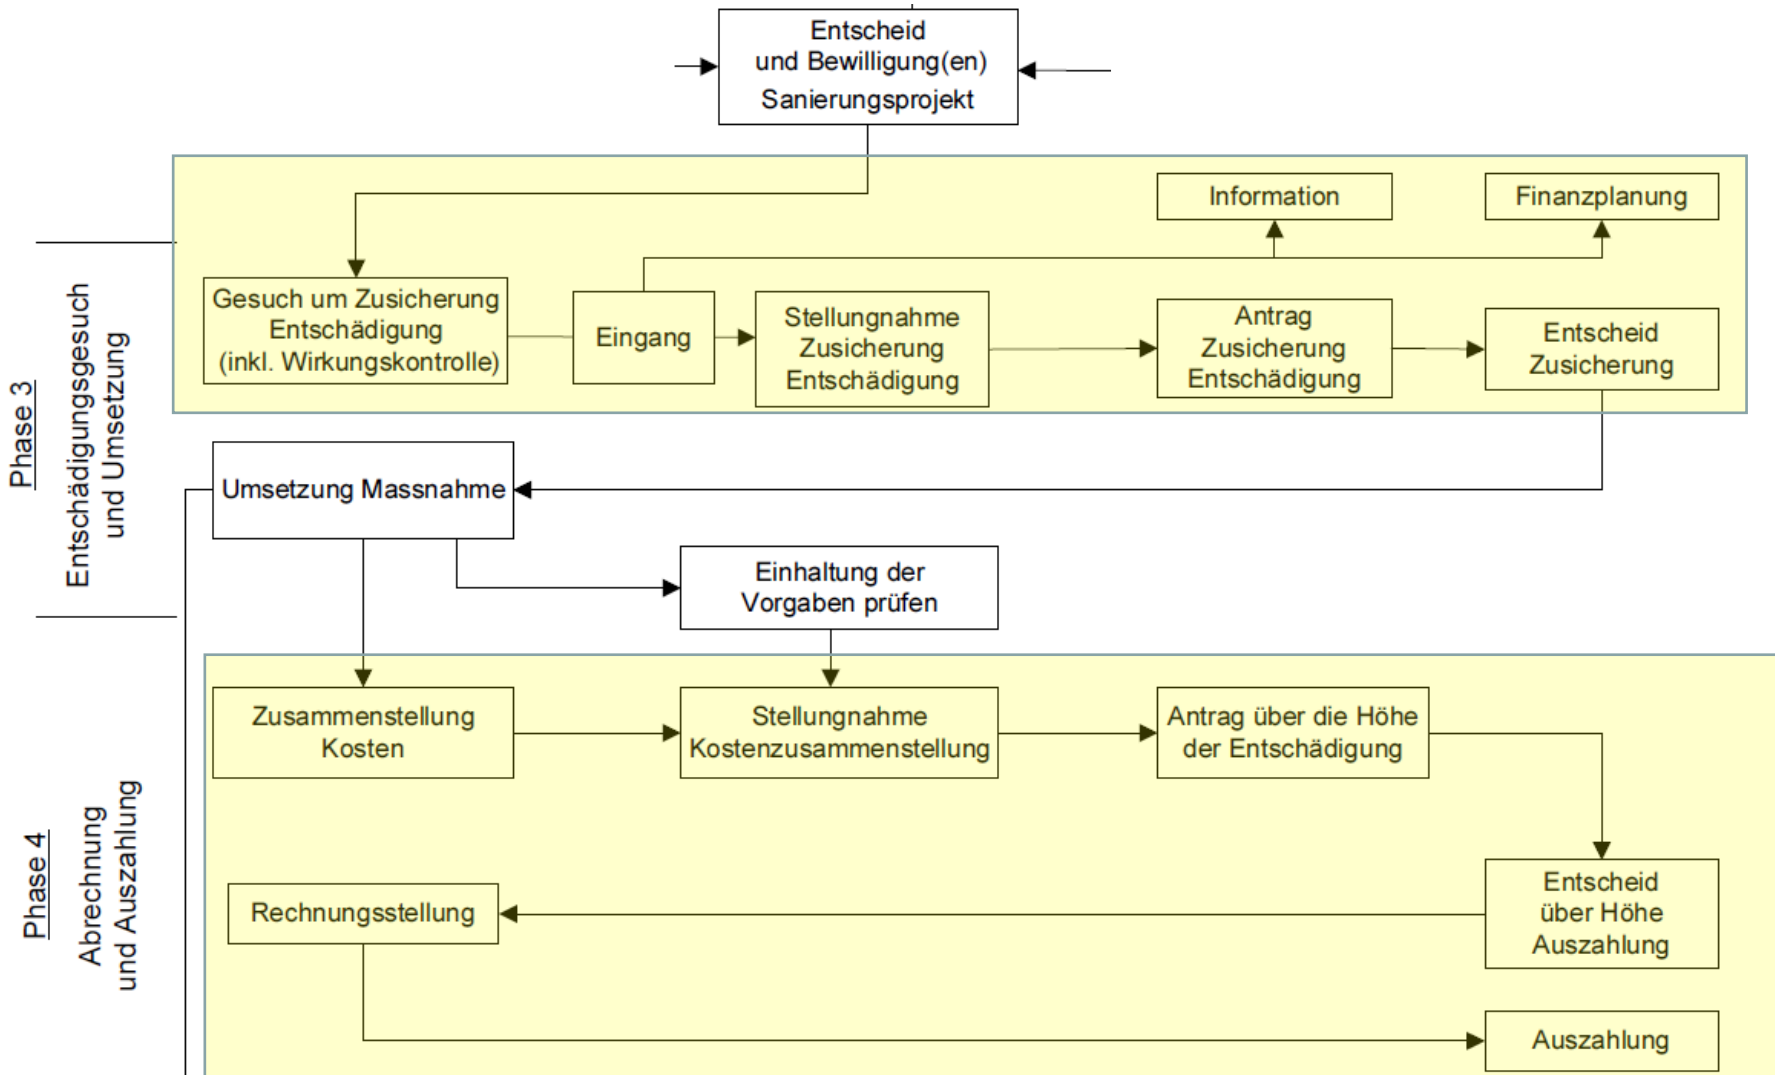 Entscheid
und Bewilligung(en)
Sanierungsprojekt
Information
Finanzplanung
Phase 3
Entschädigungsgesuch
und Umsetzung
Gesuch um Zusicherung
Entschädigung
(inkl. Wirkungskontrolle)
Eingang
Stellungnahme
Zusicherung
Entschädigung
Antrag
Zusicherung
Entschädigung
Entscheid
Zusicherung
Umsetzung Massnahme
Einhaltung der
Vorgaben prüfen
Phase 4
Abrechnung
und Auszahlung
Zusammenstellung
Kosten
Stellungnahme
Kostenzusammenstellung
Antrag über die Höhe
der Entschädigung
Entscheid
über Höhe
Auszahlung
Rechnungsstellung
Auszahlung